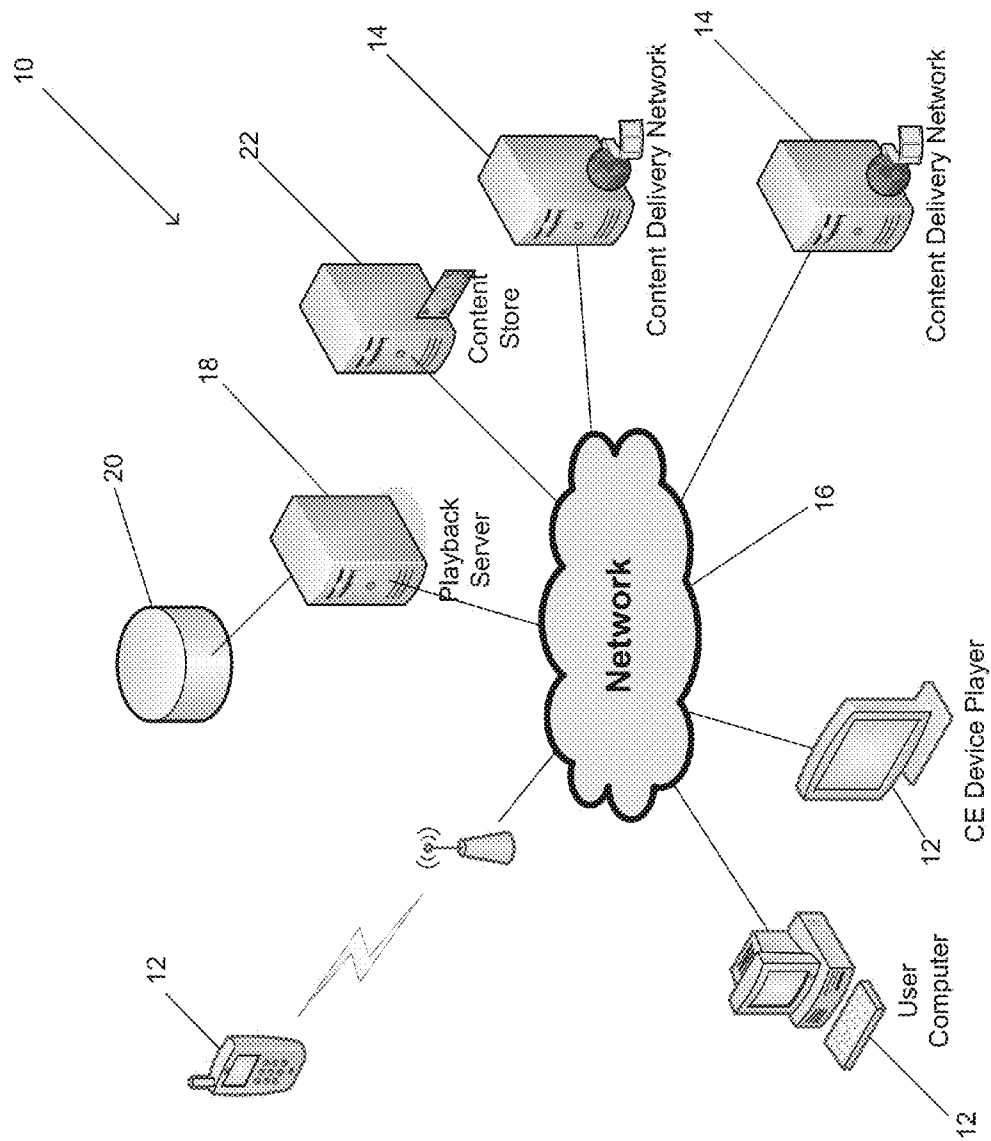 10
20
12
18
22
14
Playback
Server
Content
Store
Network
Content Delivery Network
14
16
User
Computer
12
Content Delivery Network
12
CE Device Player